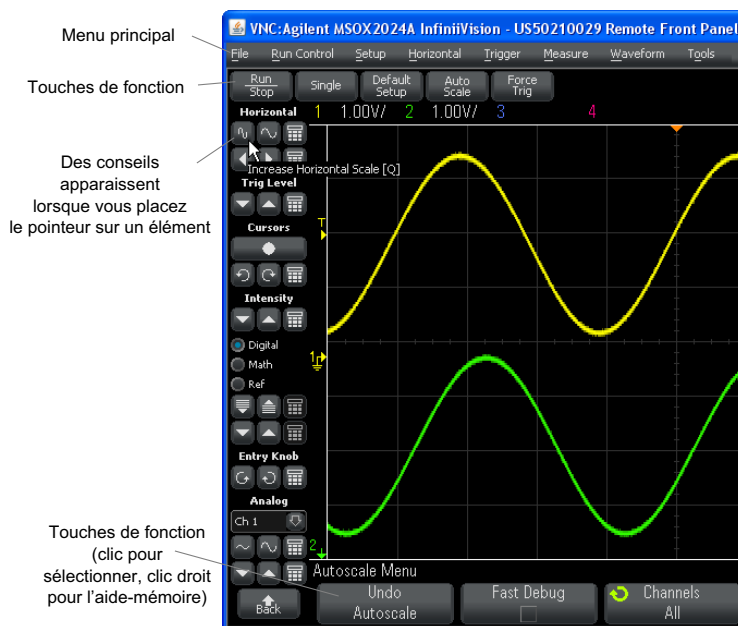 VNC:Agilent MSOX2024A InfiniiVision - US50210029 Remote Front Panel
Menu principal
File Run Control Setup Horizontal Trigger Measure Waveform Tools
Touches de fonction
Run Stop Single Default Setup Auto Scale Force Trig
Horizontal 1 1.00V/ 2 1.00V/ 3 4
Des conseils
apparaissent
lorsque vous placez
le pointeur sur un élément
Increase Horizontal Scale [Q]
Trig Level
T
Cursors
Intensity
Digital
1
Math
Ref
Entry Knob
Analog
Ch 1
2
Touches de fonction
(clic pour
sélectionner, clic droit
pour l'aide-mémoire)
Autoscale Menu
Back
Undo
Autoscale
Fast Debug
Channels
All